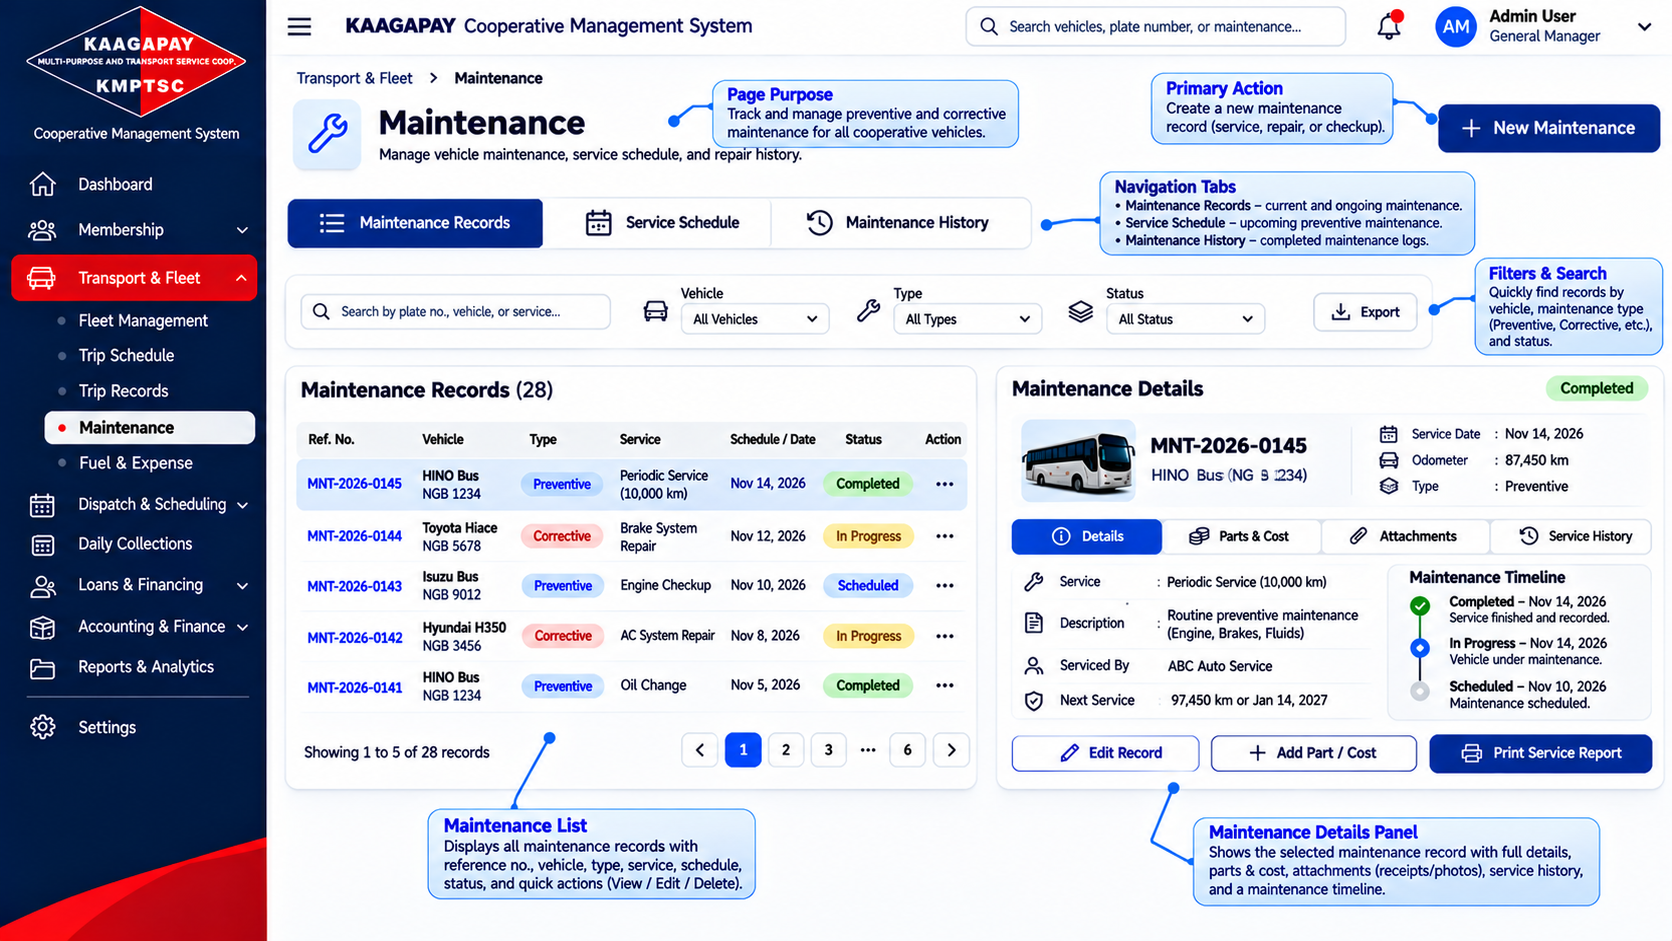 KAAGAPAY
MULTI-PURPOSE AND TRANSPORT SERVICE COOP.
KMPTSC
Cooperative Management System
Dashboard
Membership
Transport & Fleet
Fleet Management
Trip Schedule
Trip Records
Maintenance
Fuel & Expense
Dispatch & Scheduling
Daily Collections
Loans & Financing
Accounting & Finance
Reports & Analytics
Settings
KAAGAPAY Cooperative Management System
Search vehicles, plate number, or maintenance...
AM
Admin User
General Manager
Transport & Fleet > Maintenance
Maintenance
Manage vehicle maintenance, service schedule, and repair history.
Page Purpose
Track and manage preventive and corrective
maintenance for all cooperative vehicles.
Primary Action
Create a new maintenance
record (service, repair, or checkup).
+ New Maintenance
Maintenance Records
Service Schedule
Maintenance History
Navigation Tabs
• Maintenance Records – current and ongoing maintenance.
• Service Schedule – upcoming preventive maintenance.
• Maintenance History – completed maintenance logs.
Search by plate no., vehicle, or service...
Vehicle
All Vehicles
Type
All Types
Status
All Status
Export
Filters & Search
Quickly find records by
vehicle, maintenance type
(Preventive, Corrective, etc.),
and status.
Maintenance Records (28)
Ref. No. Vehicle Type Service Schedule / Date Status Action
MNT-2026-0145 HINO Bus NGB 1234 Preventive Periodic Service (10,000 km) Nov 14, 2026 Completed •••
MNT-2026-0144 Toyota Hiace NGB 5678 Corrective Brake System Repair Nov 12, 2026 In Progress •••
MNT-2026-0143 Isuzu Bus NGB 9012 Preventive Engine Checkup Nov 10, 2026 Scheduled •••
MNT-2026-0142 Hyundai H350 NGB 3456 Corrective AC System Repair Nov 8, 2026 In Progress •••
MNT-2026-0141 HINO Bus NGB 1234 Preventive Oil Change Nov 5, 2026 Completed •••
Showing 1 to 5 of 28 records
< 1 2 3 ••• 6 >
Maintenance List
Displays all maintenance records with
reference no., vehicle, type, service, schedule,
status, and quick actions (View / Edit / Delete).
Maintenance Details
Completed
MNT-2026-0145
HINO Bus (NG B 1234)
Service Date : Nov 14, 2026
Odometer : 87,450 km
Type : Preventive
Details
Parts & Cost
Attachments
Service History
Service : Periodic Service (10,000 km)
Description : Routine preventive maintenance
(Engine, Brakes, Fluids)
Serviced By ABC Auto Service
Next Service : 97,450 km or Jan 14, 2027
Maintenance Timeline
Completed – Nov 14, 2026
Service finished and recorded.
In Progress – Nov 14, 2026
Vehicle under maintenance.
Scheduled – Nov 10, 2026
Maintenance scheduled.
Edit Record
+ Add Part / Cost
Print Service Report
Maintenance Details Panel
Shows the selected maintenance record with full details,
parts & cost, attachments (receipts/photos), service history,
and a maintenance timeline.